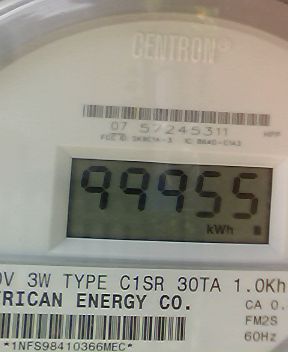 CENTRON®
07 57245311
99955
kWh
0V 3W TYPE C1SR 30TA 1.0Kh
RICAN ENERGY CO.
CA 0.
FM2S
60Hz
*1NFS98410366MEC*